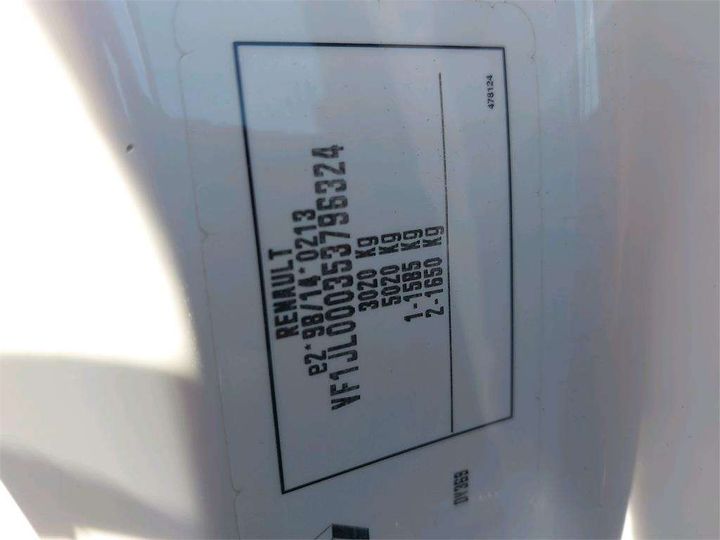 RENAULT
e2*98/14*0213
VF1JL000353796324
3020 Kg
5020 Kg
1-1585 Kg
2-1650 Kg
478124